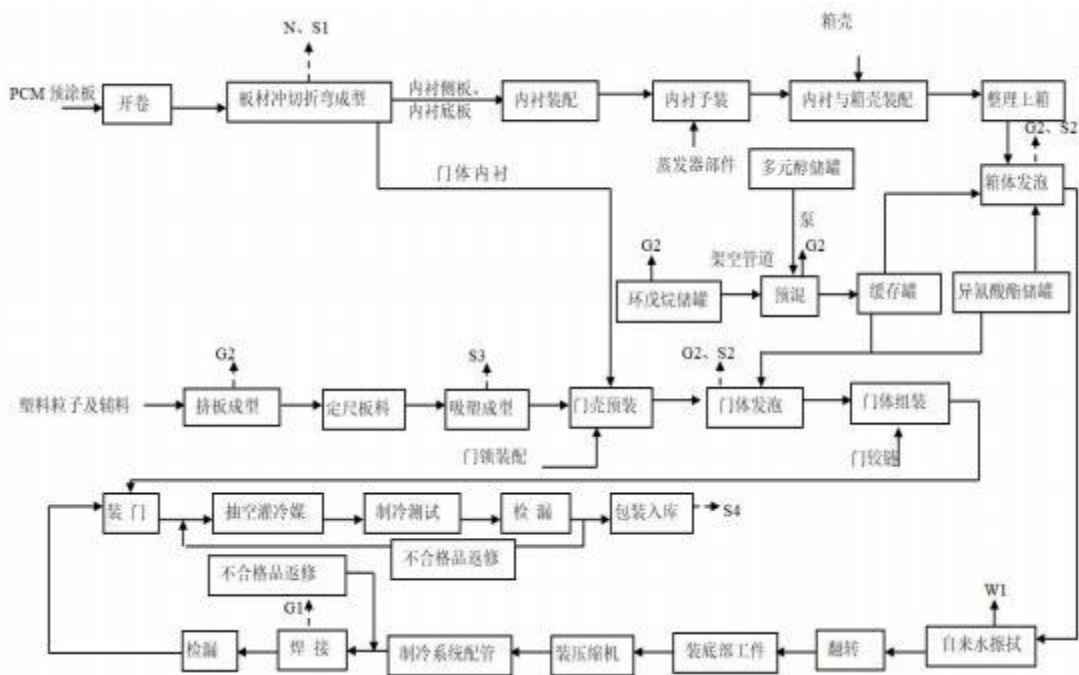 箱壳
N、S1
PCM 预涂板
开卷
板材冲切折弯成型
内衬侧板、
内衬底板
内衬装配
内衬予装
内衬与箱壳装配
整理上箱
G2、S2
蒸发器部件
多元醇储罐
箱体发泡
门体内衬
泵
G2
架空管道
G2
环戊烷储罐
预混
缓存罐
异氰酸酯储罐
G2
S3
G2、S2
塑料粒子及辅料
挤板成型
定尺板料
吸塑成型
门壳预装
门体发泡
门体组装
门锁装配
门铰链
装门
抽空灌冷媒
制冷测试
检漏
包装入库
S4
不合格品返修
不合格品返修
G1
W1
检漏
焊接
制冷系统配管
装压缩机
装底部工件
翻转
自来水擦拭